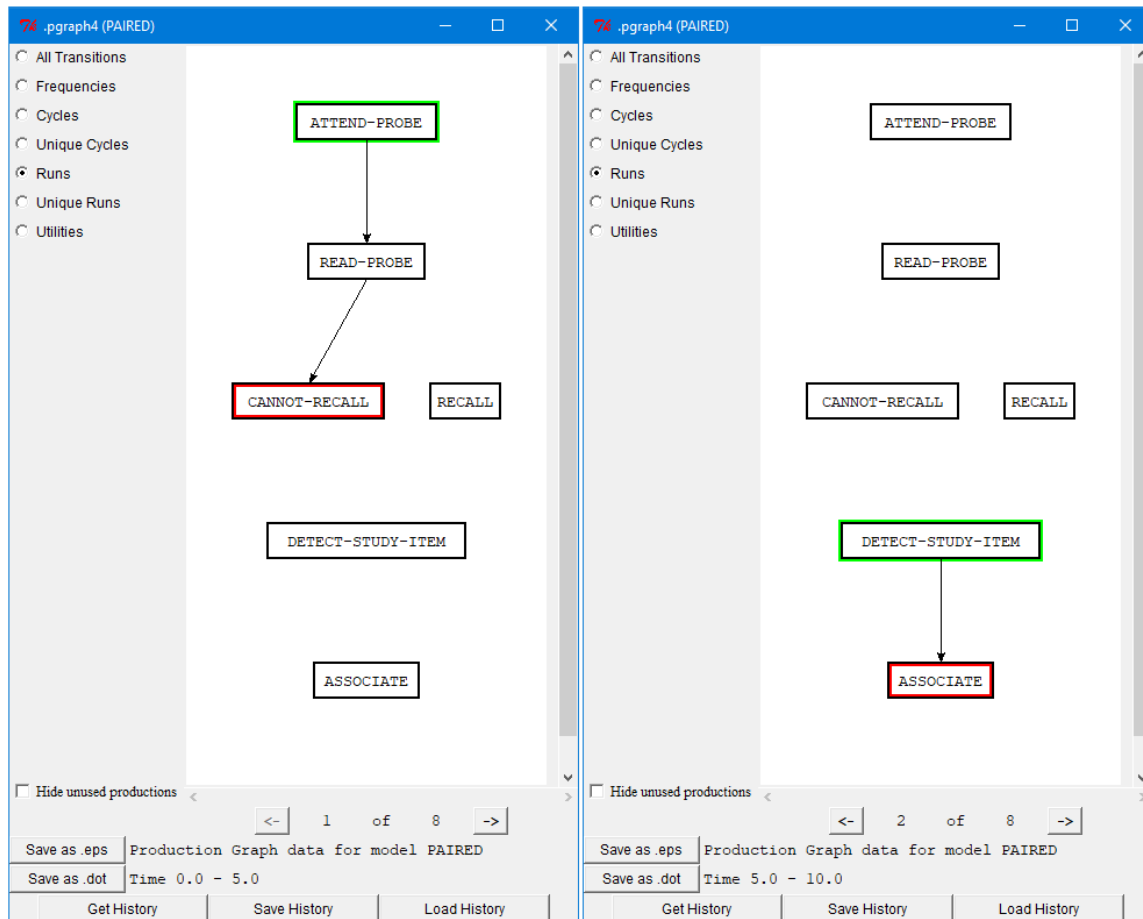 .pgraph4 (PAIRED)
All Transitions
Frequencies
Cycles
Unique Cycles
Runs
Unique Runs
Utilities
ATTEND-PROBE
READ-PROBE
CANNOT-RECALL RECALL
DETECT-STUDY-ITEM
ASSOCIATE
Hide unused productions
<- 1 of 8 ->
Save as .eps Production Graph data for model PAIRED
Save as .dot Time 0.0 - 5.0
Get History Save History Load History
.pgraph4 (PAIRED)
All Transitions
Frequencies
Cycles
Unique Cycles
Runs
Unique Runs
Utilities
ATTEND-PROBE
READ-PROBE
CANNOT-RECALL RECALL
DETECT-STUDY-ITEM
ASSOCIATE
Hide unused productions
<- 2 of 8 ->
Save as .eps Production Graph data for model PAIRED
Save as .dot Time 5.0 - 10.0
Get History Save History Load History